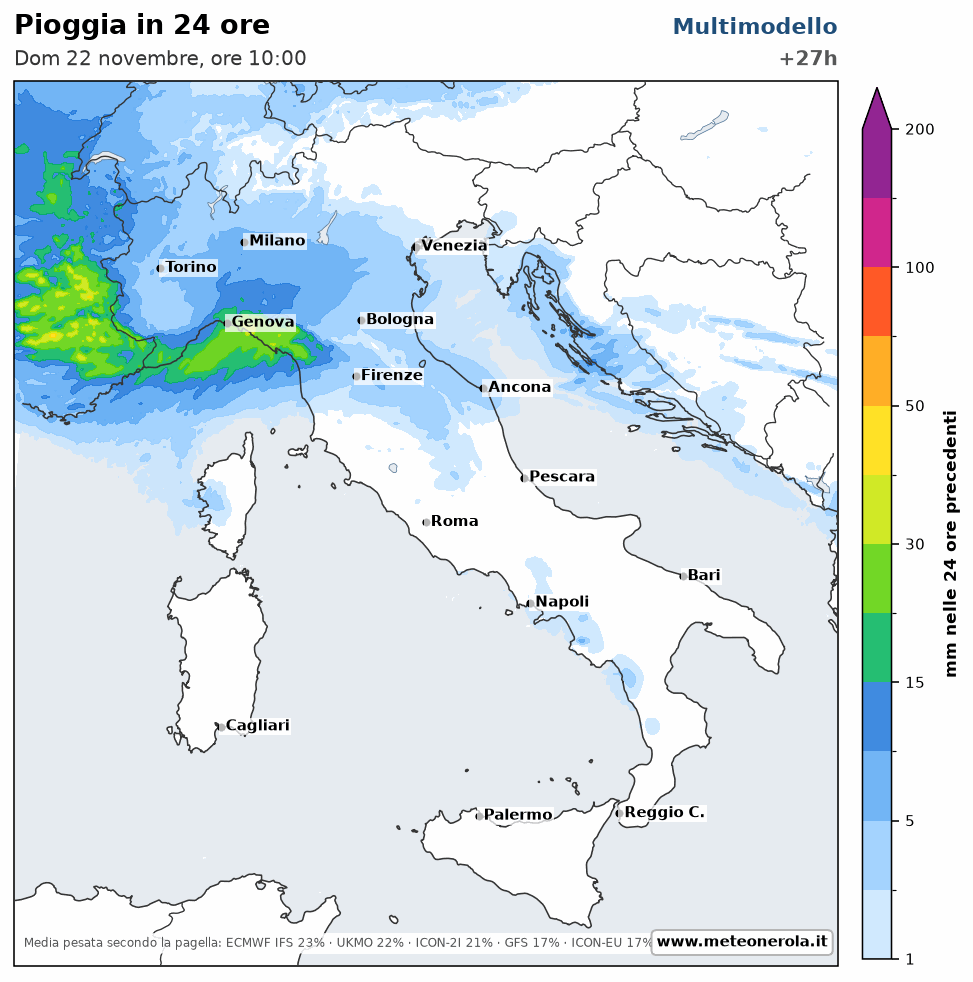 Pioggia in 24 ore
Multimodello
Dom 22 novembre, ore 10:00
+27h
200
100
50
30
15
5
1
mm nelle 24 ore precedenti
Milano
Venezia
Torino
Genova
Bologna
Firenze
Ancona
Pescara
Roma
Bari
Napoli
Cagliari
Palermo
Reggio C.
Media pesata secondo la pagella: ECMWF IFS 23% · UKMO 22% · ICON-2I 21% · GFS 17% · ICON-EU 17%
www.meteonerola.it